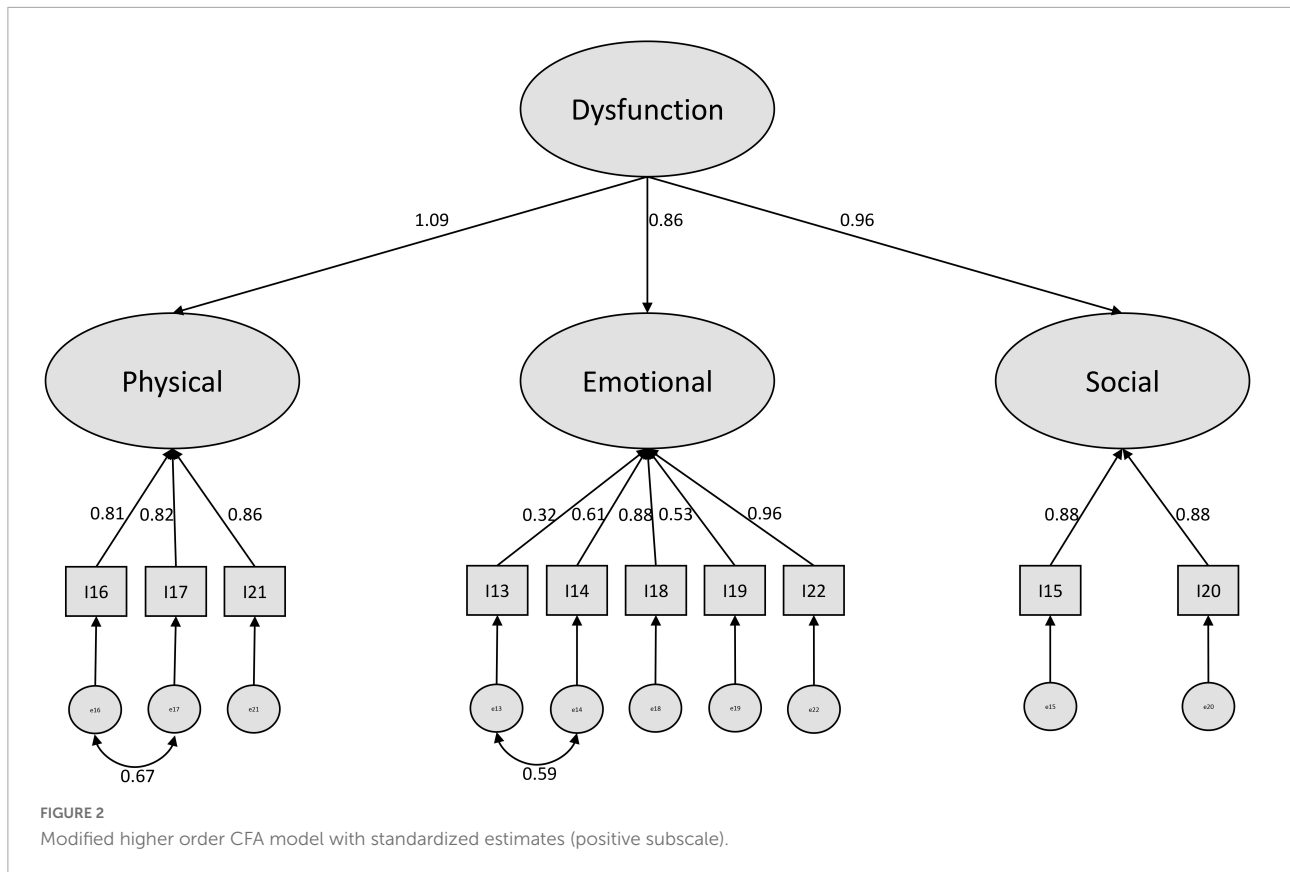 Dysfunction
1.09 0.86 0.96
Physical Emotional Social
0.81 0.82 0.86 0.32 0.61 0.88 0.53 0.96 0.88 0.88
I16 I17 I21 I13 I14 I18 I19 I22 I15 I20
e16 e17 e21 e13 e14 e18 e19 e22 e15 e20
0.67 0.59
FIGURE 2
Modified higher order CFA model with standardized estimates (positive subscale).